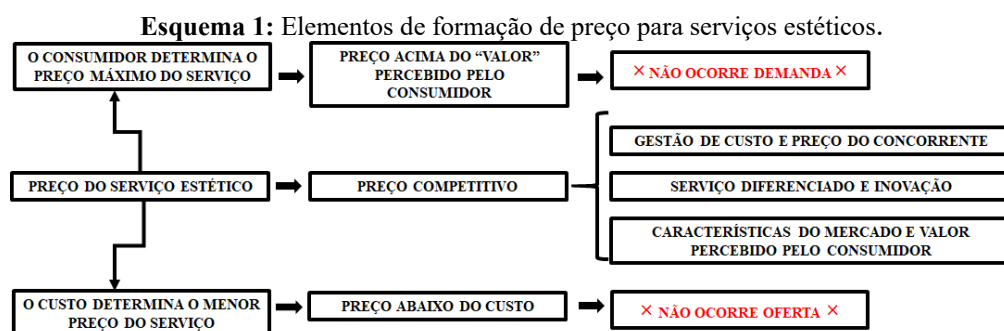 Esquema 1: Elementos de formação de preço para serviços estéticos.
O CONSUMIDOR DETERMINA O
PREÇO MÁXIMO DO SERVIÇO
PREÇO ACIMA DO “VALOR”
PERCEBIDO PELO
CONSUMIDOR
× NÃO OCORRE DEMANDA ×
GESTÃO DE CUSTO E PREÇO DO CONCORRENTE
PREÇO DO SERVIÇO ESTÉTICO
PREÇO COMPETITIVO
SERVIÇO DIFERENCIADO E INOVAÇÃO
CARACTERÍSTICAS DO MERCADO E VALOR
PERCEBIDO PELO CONSUMIDOR
O CUSTO DETERMINA O MENOR
PREÇO DO SERVIÇO
PREÇO ABAIXO DO CUSTO
× NÃO OCORRE OFERTA ×